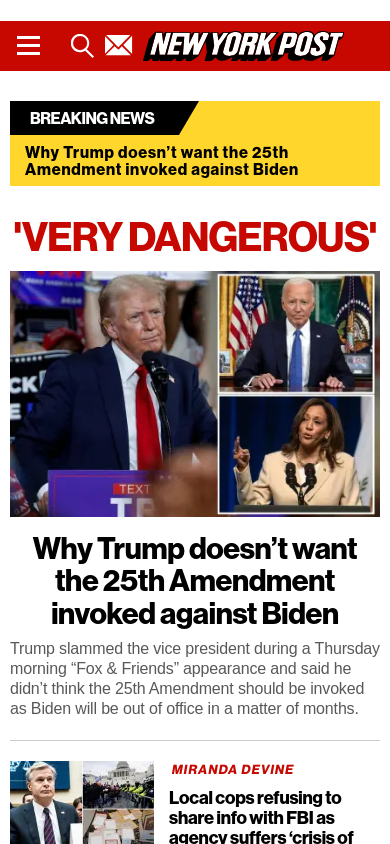 NEW YORK POST
BREAKING NEWS
Why Trump doesn’t want the 25th
Amendment invoked against Biden
'VERY DANGEROUS'
TEXT
Why Trump doesn’t want
the 25th Amendment
invoked against Biden
Trump slammed the vice president during a Thursday
morning “Fox & Friends” appearance and said he
didn’t think the 25th Amendment should be invoked
as Biden will be out of office in a matter of months.
MIRANDA DEVINE
Local cops refusing to
share info with FBI as
agency suffers ‘crisis of